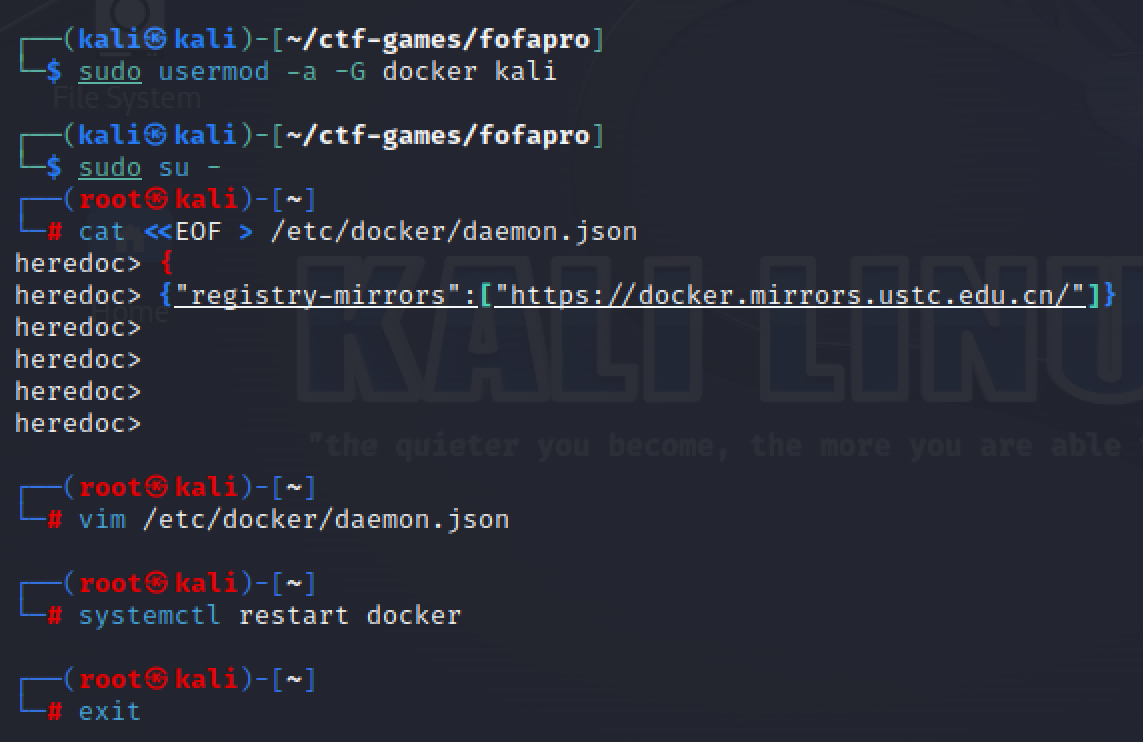 ┌──(kali㉿kali)-[~/ctf-games/fofapro]
└─$ sudo usermod -a -G docker kali
File System
┌──(kali㉿kali)-[~/ctf-games/fofapro]
└─$ sudo su -
┌──(root㉿kali)-[~]
└─# cat <<EOF > /etc/docker/daemon.json
heredoc> {
heredoc> {"registry-mirrors":["https://docker.mirrors.ustc.edu.cn/"]}
Home
heredoc>
heredoc>
heredoc>
heredoc>
KALI LINU
"the quieter you become, the more you are able
┌──(root㉿kali)-[~]
└─# vim /etc/docker/daemon.json
┌──(root㉿kali)-[~]
└─# systemctl restart docker
┌──(root㉿kali)-[~]
└─# exit